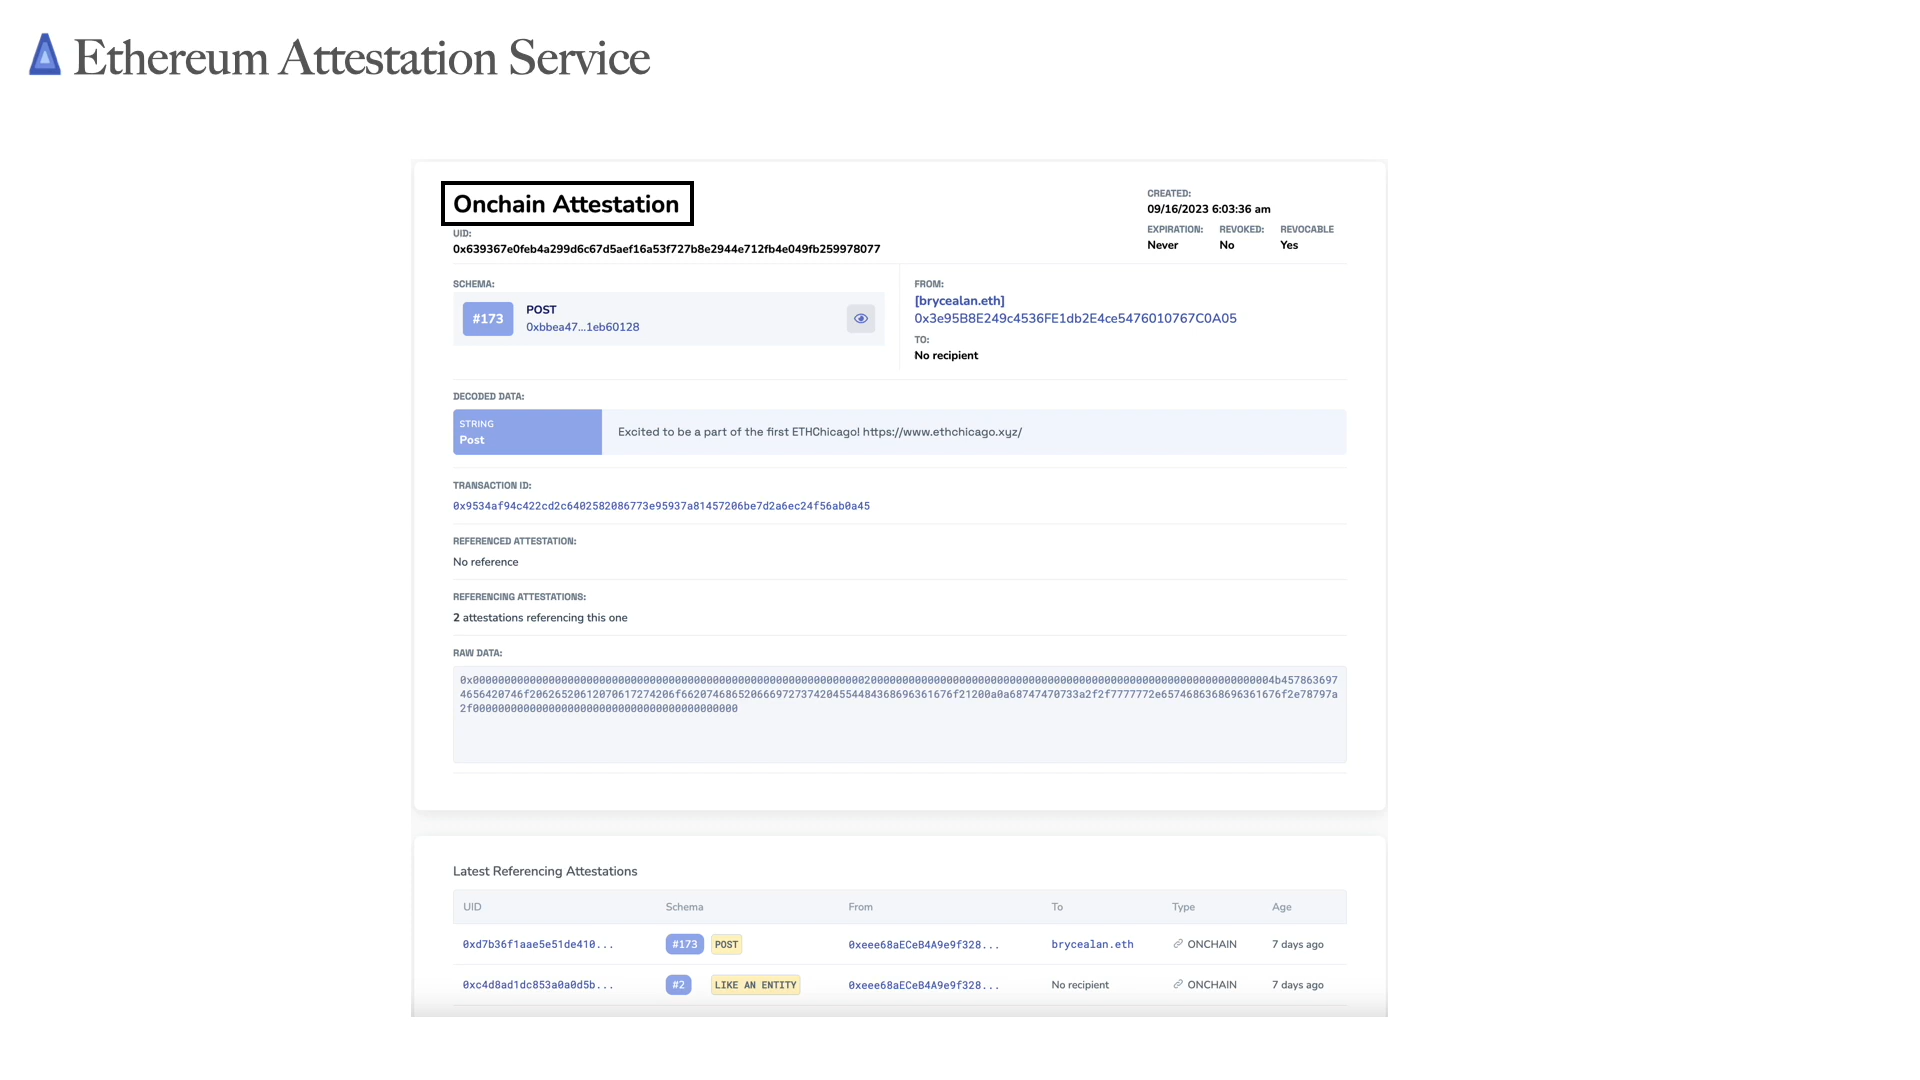 Ethereum Attestation Service
Onchain Attestation
UID:
0x639367e0feb4a299d6c67d5aef16a53f727b8e2944e712fb4e049fb259978077
CREATED:
09/16/2023 6:03:36 am
EXPIRATION: REVOKED: REVOCABLE
Never No Yes
SCHEMA:
#173 POST
0xbbea47...1eb60128
FROM:
[brycealan.eth]
0x3e95B8E249c4536FE1db2E4ce5476010767C0A05
TO:
No recipient
DECODED DATA:
STRING
Post
Excited to be a part of the first ETHChicago! https://www.ethchicago.xyz/
TRANSACTION ID:
0x9534af94c422cd2c6402582086773e95937a81457206be7d2a6ec24f56ab0a45
REFERENCED ATTESTATION:
No reference
REFERENCING ATTESTATIONS:
2 attestations referencing this one
RAW DATA:
4656420746f206265206120706172742​06f66207468652066697273742045544843686963​61676f21200a0a68747470733a2f2f7777772e6574686368696361676f2e78797a
Latest Referencing Attestations
UID Schema From To Type Age
0xd7b36f1aae5e51de410... #173 POST 0xeee68aECeB4A9e9f328... brycealan.eth ONCHAIN 7 days ago
0xc4d8ad1dc853a0a0d5b... #2 LIKE AN ENTITY 0xeee68aECeB4A9e9f328... No recipient ONCHAIN 7 days ago